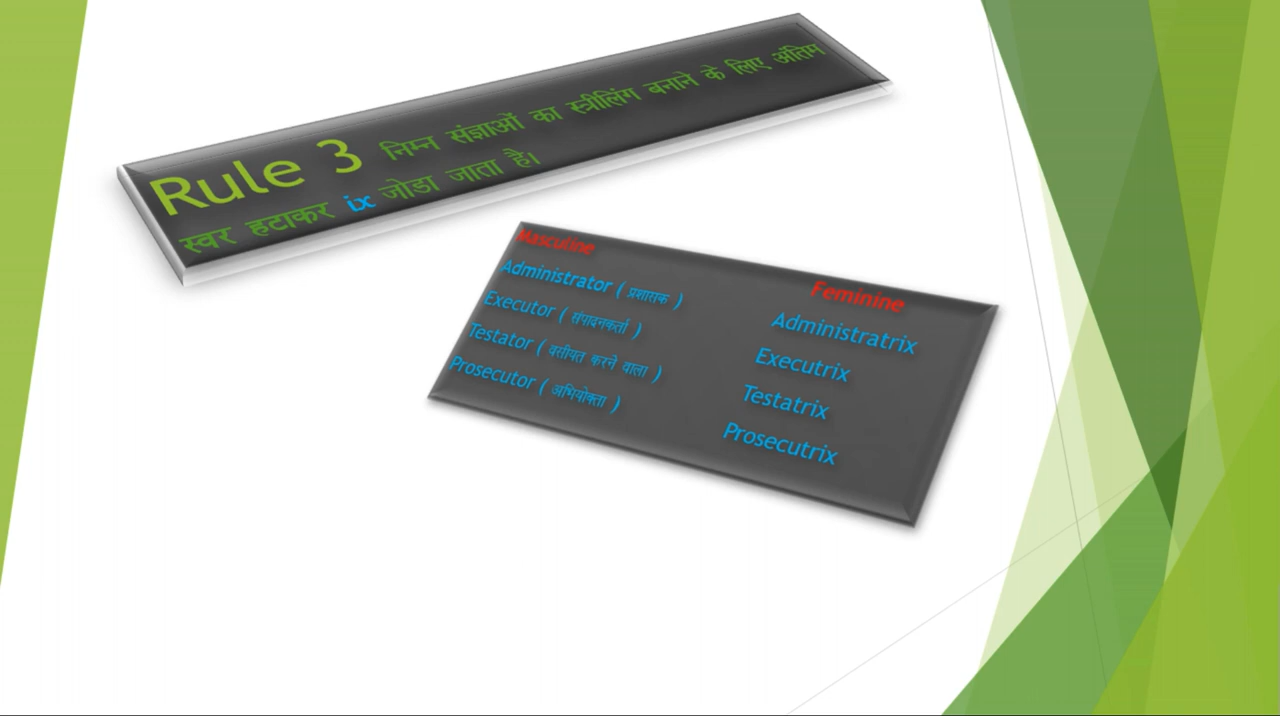 Rule 3 निम्न संज्ञाओं का स्त्रीलिंग बनाने के लिए अंतिम
स्वर हटाकर ix जोडा जाता है।
Masculine
Administrator ( प्रशासक )
Executor ( संपादनकर्ता )
Testator ( वसीयत करने वाला )
Prosecutor ( अभियोक्ता )
Feminine
Administratrix
Executrix
Testatrix
Prosecutrix